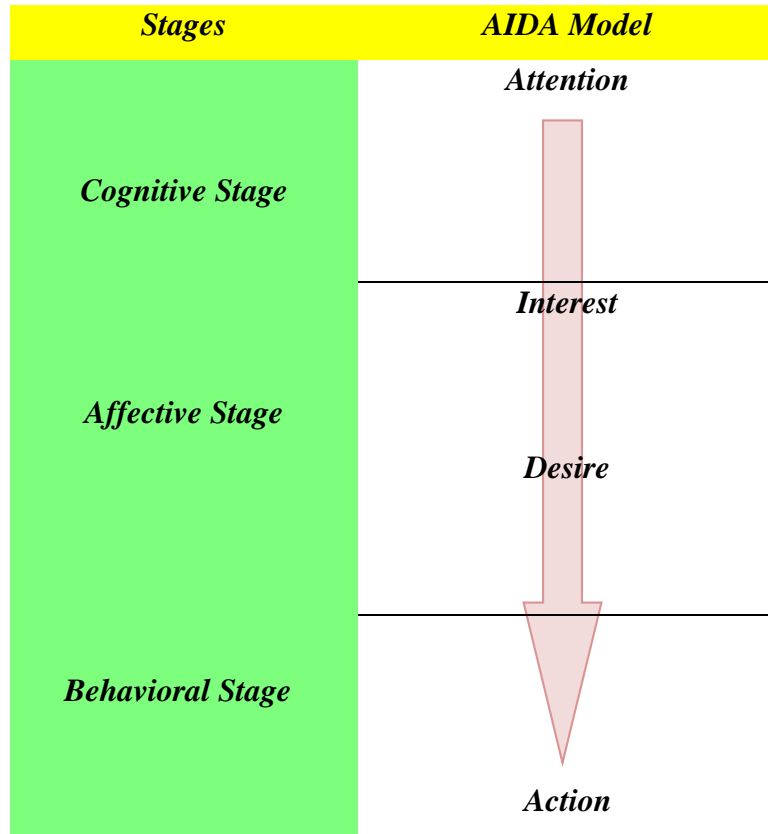 Stages AIDA Model
Attention
Cognitive Stage
Interest
Affective Stage
Desire
Behavioral Stage
Action